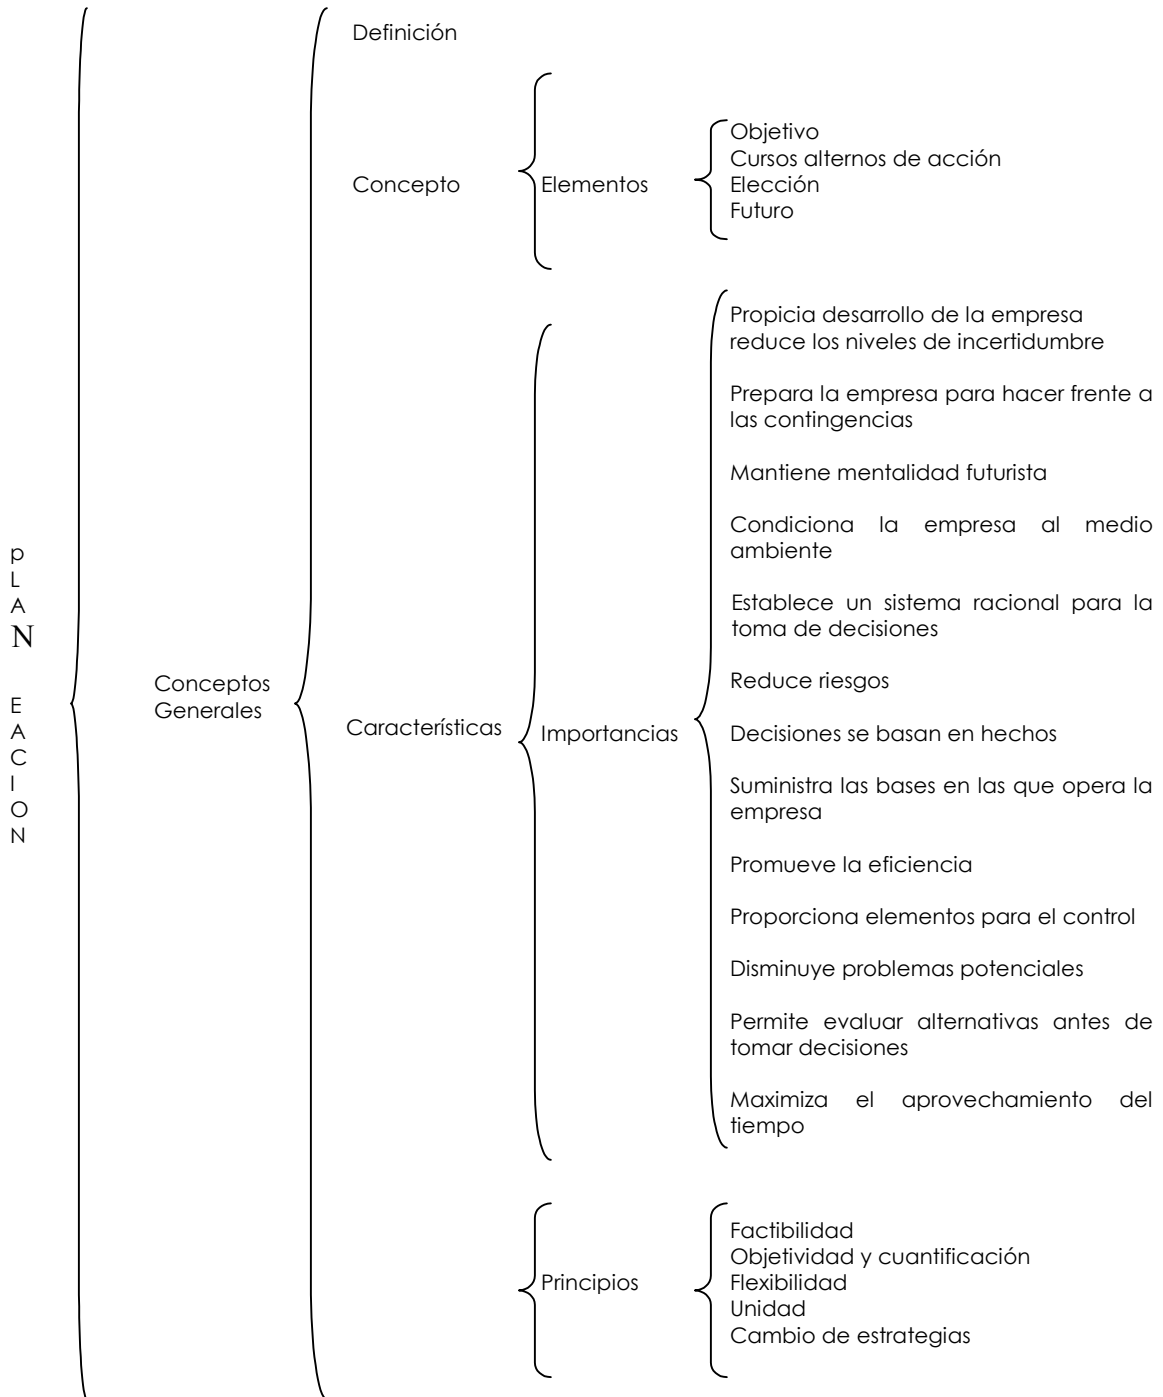 pLAN EACION
Conceptos
Generales
Definición
Concepto
Elementos
Objetivo
Cursos alternos de acción
Elección
Futuro
Característícas
Importancias
Propicia desarrollo de la empresa
reduce los niveles de incertidumbre
Prepara la empresa para hacer frente a
las contingencias
Mantiene mentalidad futurista
Condiciona la empresa al medio
ambiente
Establece un sistema racional para la
toma de decisiones
Reduce riesgos
Decisiones se basan en hechos
Suministra las bases en las que opera la
empresa
Promueve la eficiencia
Proporciona elementos para el control
Disminuye problemas potenciales
Permite evaluar alternativas antes de
tomar decisiones
Maximiza el aprovechamiento del
tiempo
Principios
Factibilidad
Objetividad y cuantificación
Flexibilidad
Unidad
Cambio de estrategias